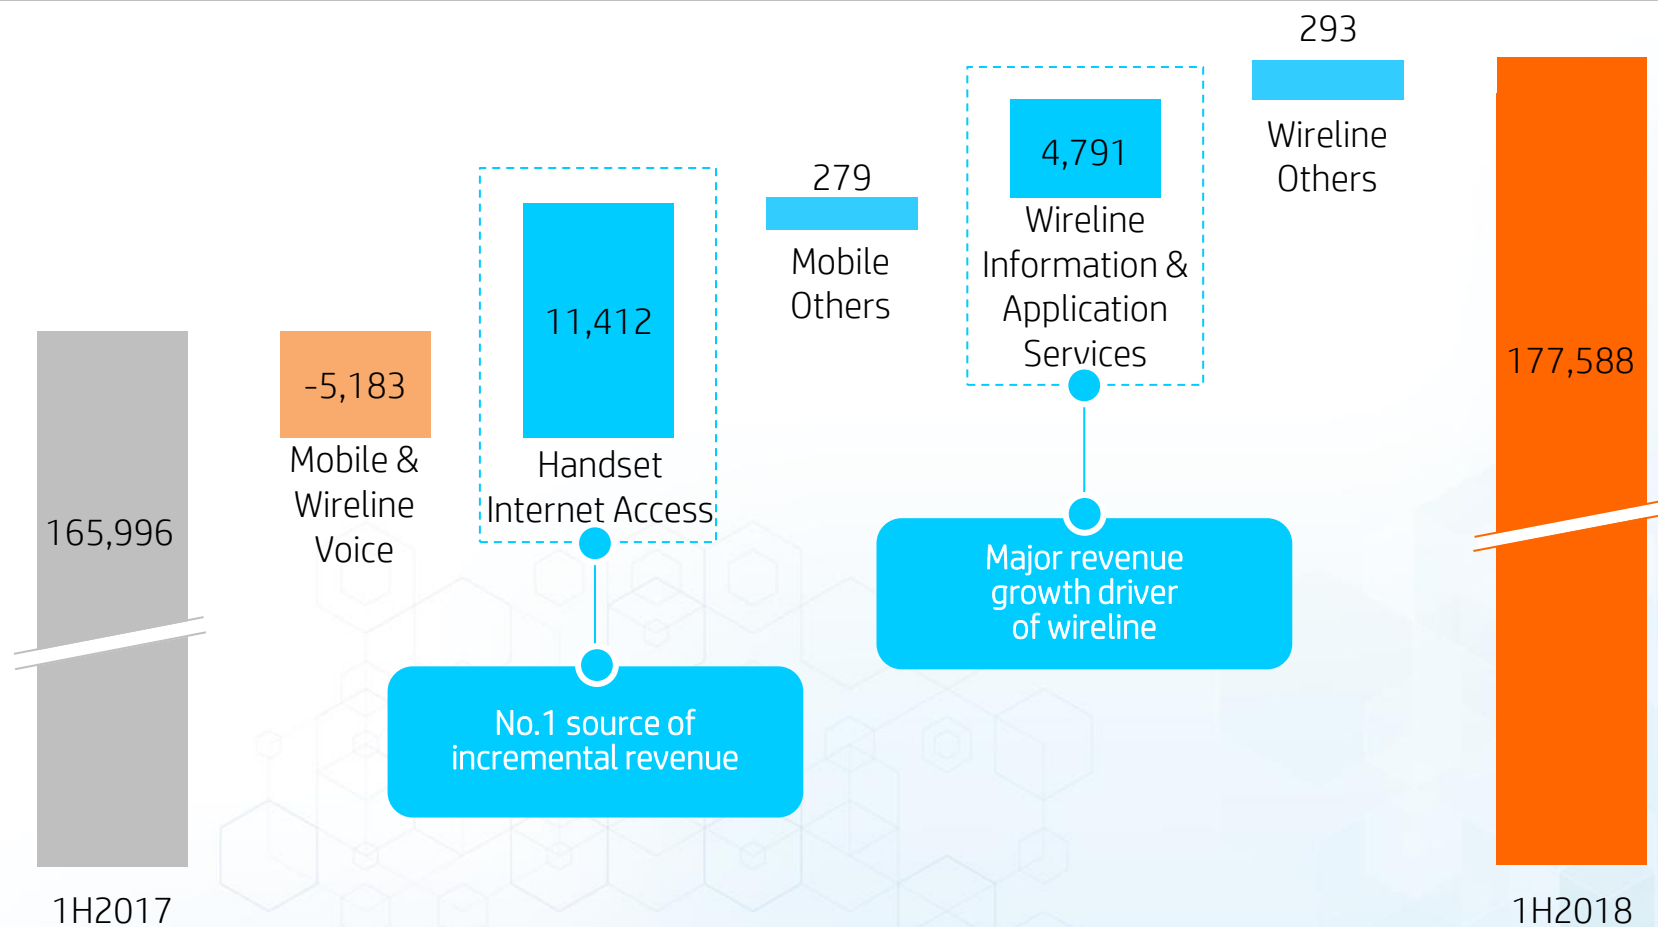 165,996
1H2017
-5,183
Mobile &
Wireline
Voice
11,412
Handset
Internet Access
No.1 source of
incremental revenue
279
Mobile
Others
4,791
Wireline
Information &
Application
Services
Major revenue
growth driver
of wireline
293
Wireline
Others
177,588
1H2018